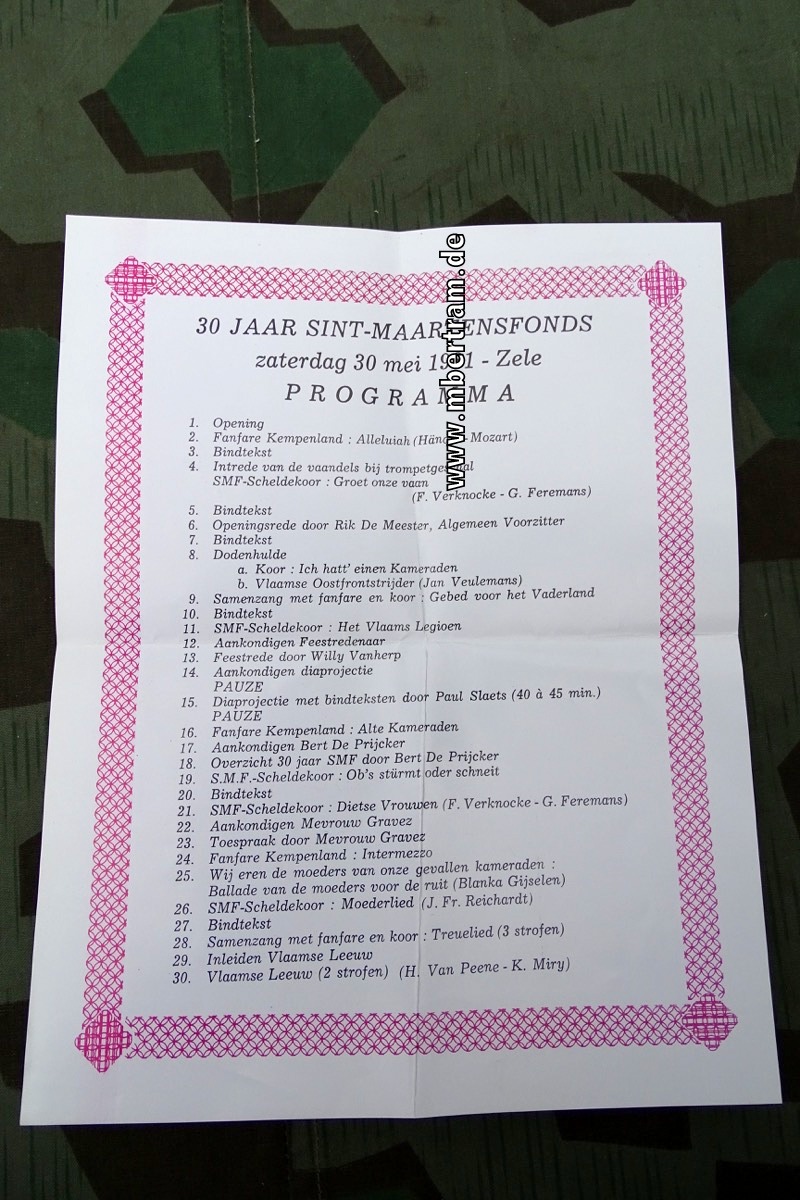 30 JAAR SINT-MAARTENSFONDS
zaterdag 30 mei 1981 - Zele
PROGRAMMA
1. Opening
2. Fanfare Kempenland : Alleluiah (Händel - Mozart)
3. Bindtekst
4. Intrede van de vaandels bij trompetgeschal
SMF-Scheldekoor : Groet onze vaan
(F. Verknocke - G. Feremans)
5. Bindtekst
6. Openingsrede door Rik De Meester, Algemeen Voorzitter
7. Bindtekst
8. Dodenhulde
a. Koor : Ich hatt' einen Kameraden
b. Vlaamse Oostfrontstrijder (Jan Veulemans)
9. Samenzang met fanfare en koor : Gebed voor het Vaderland
10. Bindtekst
11. SMF-Scheldekoor : Het Vlaams Legioen
12. Aankondigen Feestredenaar
13. Feestrede door Willy Vanherp
14. Aankondigen diaprojectie
PAUZE
15. Diaprojectie met bindteksten door Paul Slaets (40 à 45 min.)
PAUZE
16. Fanfare Kempenland : Alte Kameraden
17. Aankondigen Bert De Prijcker
18. Overzicht 30 jaar SMF door Bert De Prijcker
19. S.M.F.-Scheldekoor : Ob's stürmt oder schneit
20. Bindtekst
21. SMF-Scheldekoor : Dietse Vrouwen (F. Verknocke - G. Feremans)
22. Aankondigen Mevrouw Gravez
23. Toespraak door Mevrouw Gravez
24. Fanfare Kempenland : Intermezzo
25. Wij eren de moeders van onze gevallen kameraden :
Ballade van de moeders voor de ruit (Blanka Gijselen)
26. SMF-Scheldekoor : Moederlied (J. Fr. Reichardt)
27. Bindtekst
28. Samenzang met fanfare en koor : Treuelied (3 strofen)
29. Inleiden Vlaamse Leeuw
30. Vlaamse Leeuw (2 strofen) (H. Van Peene - K. Miry)
www.mbertram.de